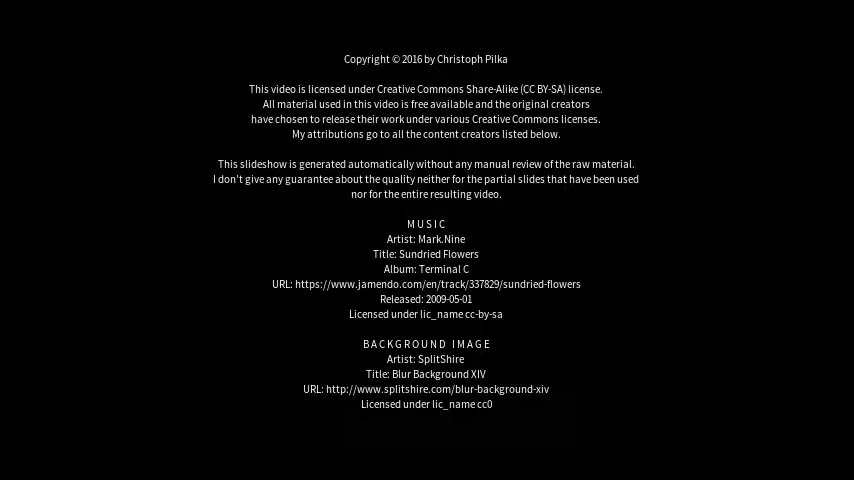 Copyright © 2016 by Christoph Pilka
This video is licensed under Creative Commons Share-Alike (CC BY-SA) license.
All material used in this video is free available and the original creators
have chosen to release their work under various Creative Commons licenses.
My attributions go to all the content creators listed below.
This slideshow is generated automatically without any manual review of the raw material.
I don't give any guarantee about the quality neither for the partial slides that have been used
nor for the entire resulting video.
MUSIC
Artist: Mark.Nine
Title: Sundried Flowers
Album: Terminal C
URL: https://www.jamendo.com/en/track/337829/sundried-flowers
Released: 2009-05-01
Licensed under lic_name cc-by-sa
BACKGROUND IMAGE
Artist: SplitShire
Title: Blur Background XIV
URL: http://www.splitshire.com/blur-background-xiv
Licensed under lic_name cc0